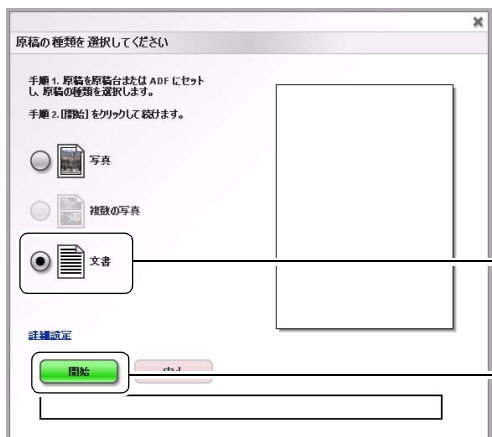 原稿の種類を選択してください
手順 1. 原稿を原稿台または ADF にセット
し、原稿の種類を選択します。
手順 2. [開始] をクリックして続けます。
写真
複数の写真
文書
詳細設定
開始